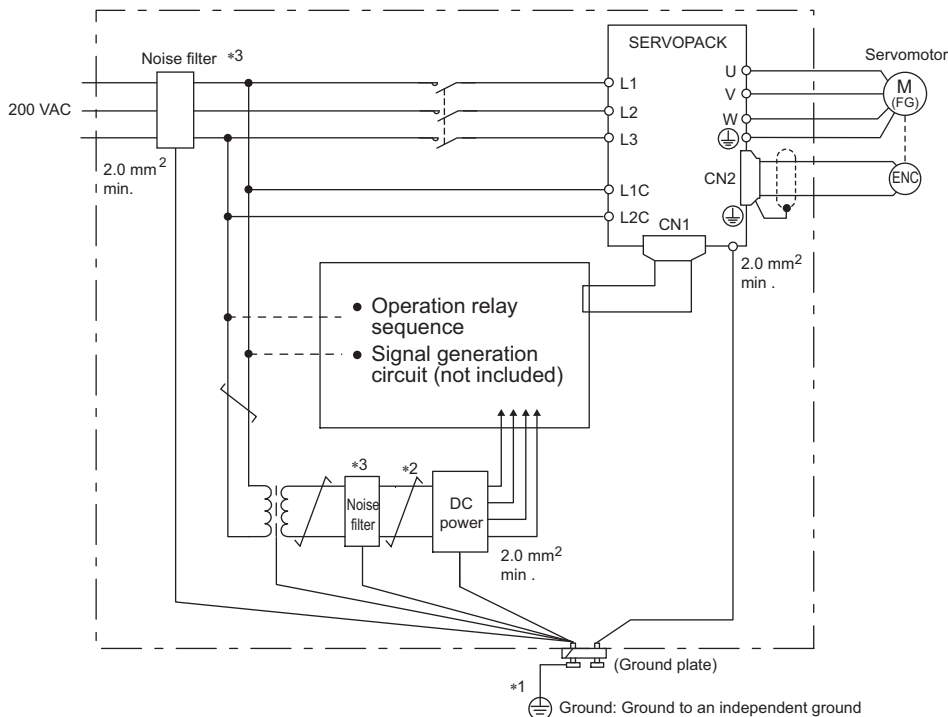 SERVOPACK
Noise filter *3
Servomotor
200 VAC
L1
L2
L3
L1C
L2C
U
V
W
M
(FG)
CN2
ENC
CN1
2.0 mm2
min.
2.0 mm2
min .
• Operation relay
sequence
• Signal generation
circuit (not included)
*3
*2
Noise
filter
DC
power
2.0 mm2
min .
(Ground plate)
*1
Ground: Ground to an independent ground